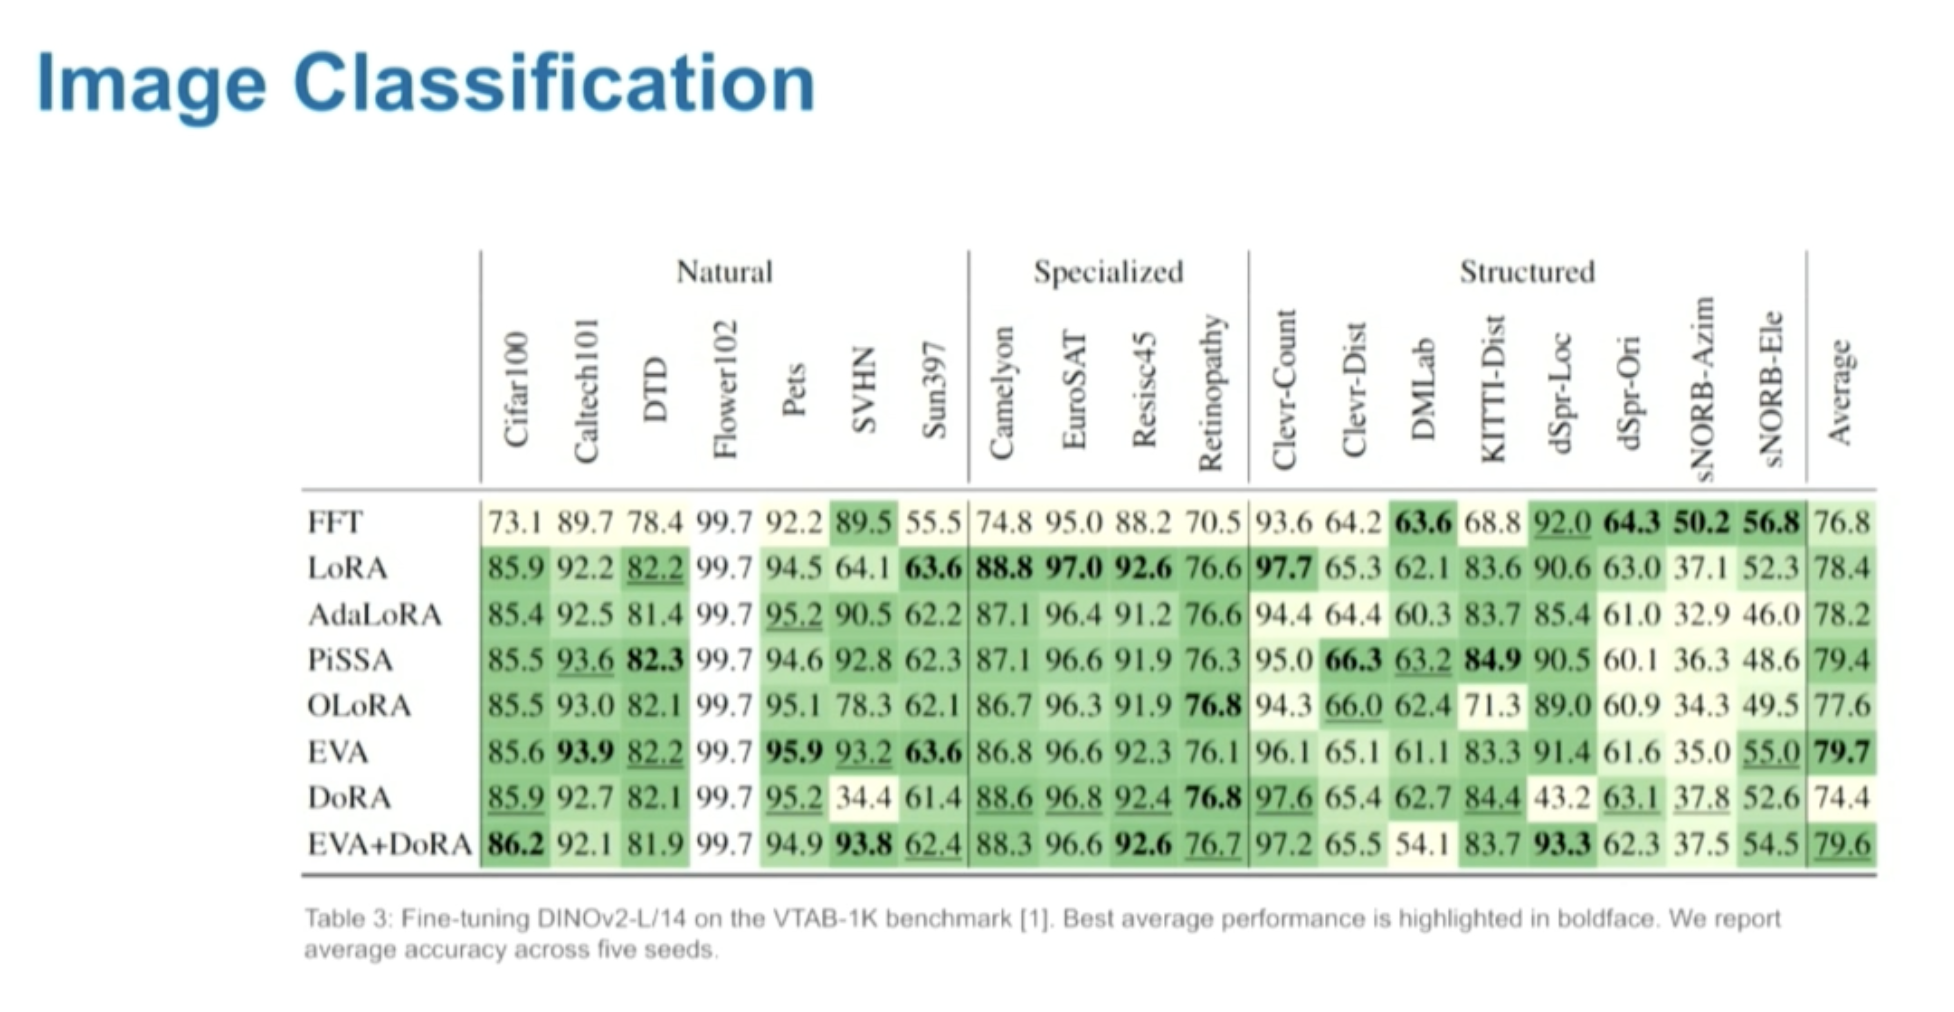 Image Classification
Natural Specialized Structured
Cifar100 Caltech101 DTD Flower102 Pets SVHN Sun397 Camelyon EuroSAT Resisc45 Retinopathy Clevr-Count Clevr-Dist DMLab KITTI-Dist dSpr-Loc dSpr-Ori sNORB-Azim sNORB-Ele Average
FFT 73.1 89.7 78.4 99.7 92.2 89.5 55.5 74.8 95.0 88.2 70.5 93.6 64.2 63.6 68.8 92.0 64.3 50.2 56.8 76.8
LoRA 85.9 92.2 82.2 99.7 94.5 64.1 63.6 88.8 97.0 92.6 76.6 97.7 65.3 62.1 83.6 90.6 63.0 37.1 52.3 78.4
AdaLoRA 85.4 92.5 81.4 99.7 95.2 90.5 62.2 87.1 96.4 91.2 76.6 94.4 64.4 60.3 83.7 85.4 61.0 32.9 46.0 78.2
PiSSA 85.5 93.6 82.3 99.7 94.6 92.8 62.3 87.1 96.6 91.9 76.3 95.0 66.3 63.2 84.9 90.5 60.1 36.3 48.6 79.4
OLoRA 85.5 93.0 82.1 99.7 95.1 78.3 62.1 86.7 96.3 91.9 76.8 94.3 66.0 62.4 71.3 89.0 60.9 34.3 49.5 77.6
EVA 85.6 93.9 82.2 99.7 95.9 93.2 63.6 86.8 96.6 92.3 76.1 96.1 65.1 61.1 83.3 91.4 61.6 35.0 55.0 79.7
DoRA 85.9 92.7 82.1 99.7 95.2 34.4 61.4 88.6 96.8 92.4 76.8 97.6 65.4 62.7 84.4 43.2 63.1 37.8 52.6 74.4
EVA+DoRA 86.2 92.1 81.9 99.7 94.9 93.8 62.4 88.3 96.6 92.6 76.7 97.2 65.5 54.1 83.7 93.3 62.3 37.5 54.5 79.6
Table 3: Fine-tuning DINOv2-L/14 on the VTAB-1K benchmark [1]. Best average performance is highlighted in boldface. We report
average accuracy across five seeds.